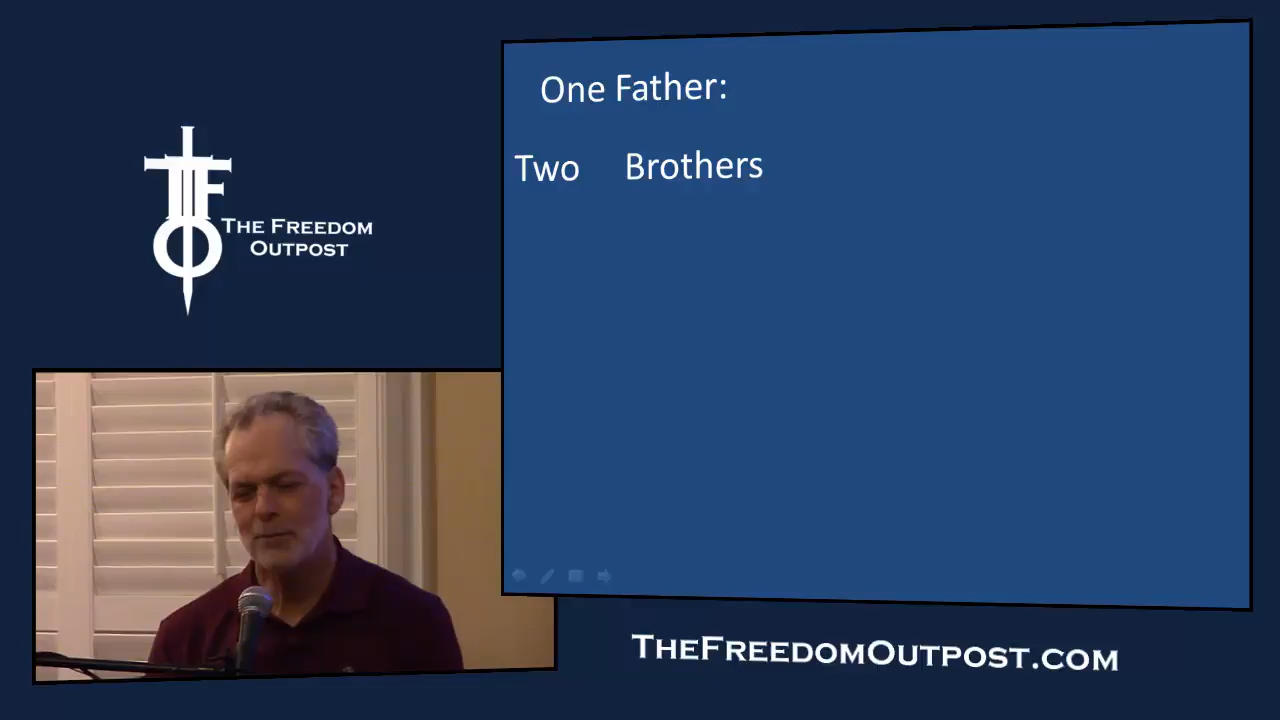 One Father:
Two Brothers
THE FREEDOM
OUTPOST
THEFREEDOMOUTPOST.COM